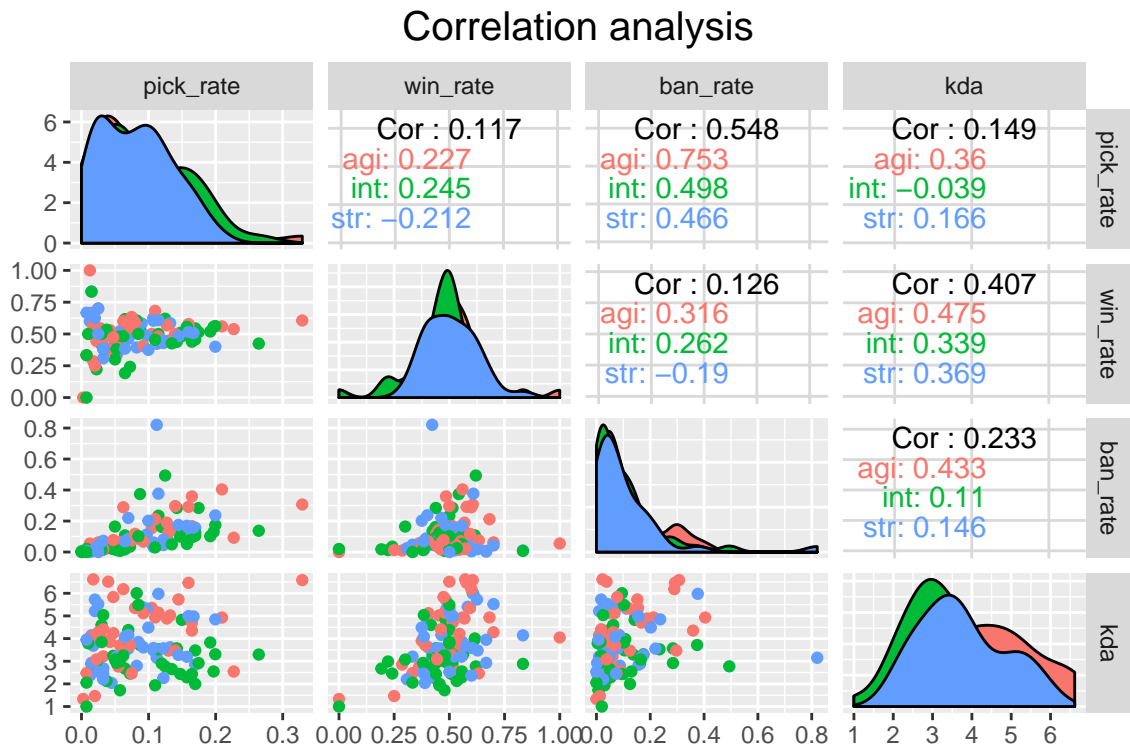 Correlation analysis
pick_rate win_rate ban_rate kda
6
4
2
0
Cor : 0.117
agi: 0.227
int: 0.245
str: −0.212
Cor : 0.548
agi: 0.753
int: 0.498
str: 0.466
Cor : 0.149
agi: 0.36
int: −0.039
str: 0.166
pick_rate
1.00
0.75
0.50
0.25
0.00
Cor : 0.126
agi: 0.316
int: 0.262
str: −0.19
Cor : 0.407
agi: 0.475
int: 0.339
str: 0.369
win_rate
0.8
0.6
0.4
0.2
0.0
Cor : 0.233
agi: 0.433
int: 0.11
str: 0.146
ban_rate
6
5
4
3
2
1
kda
0.0 0.1 0.2 0.3 0.00 0.25 0.50 0.75 1.00 0.0 0.2 0.4 0.6 0.8 1 2 3 4 5 6